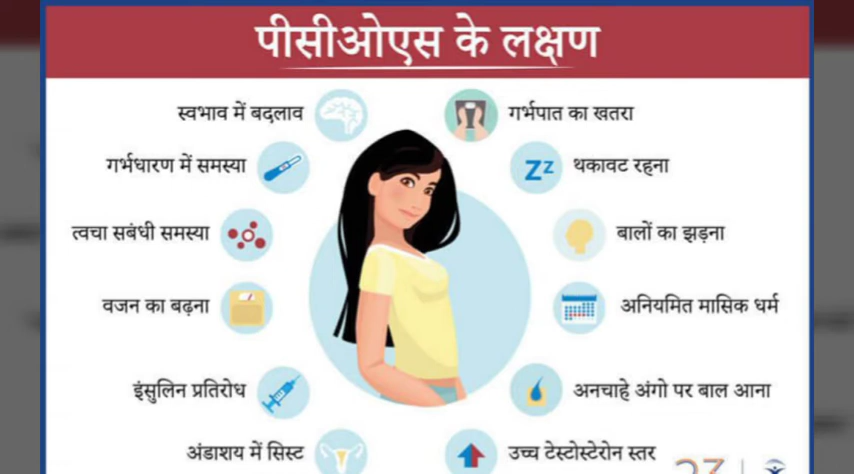 पीसीओएस के लक्षण
स्वभाव में बदलाव
गर्भपात का खतरा
गर्भधारण में समस्या
Zz
थकावट रहना
त्वचा सबंधी समस्या
बालों का झड़ना
वजन का बढ़ना
अनियमित मासिक धर्म
इंसुलिन प्रतिरोध
अनचाहे अंगो पर बाल आना
अंडाशय में सिस्ट
उच्च टेस्टोस्टेरोन स्तर